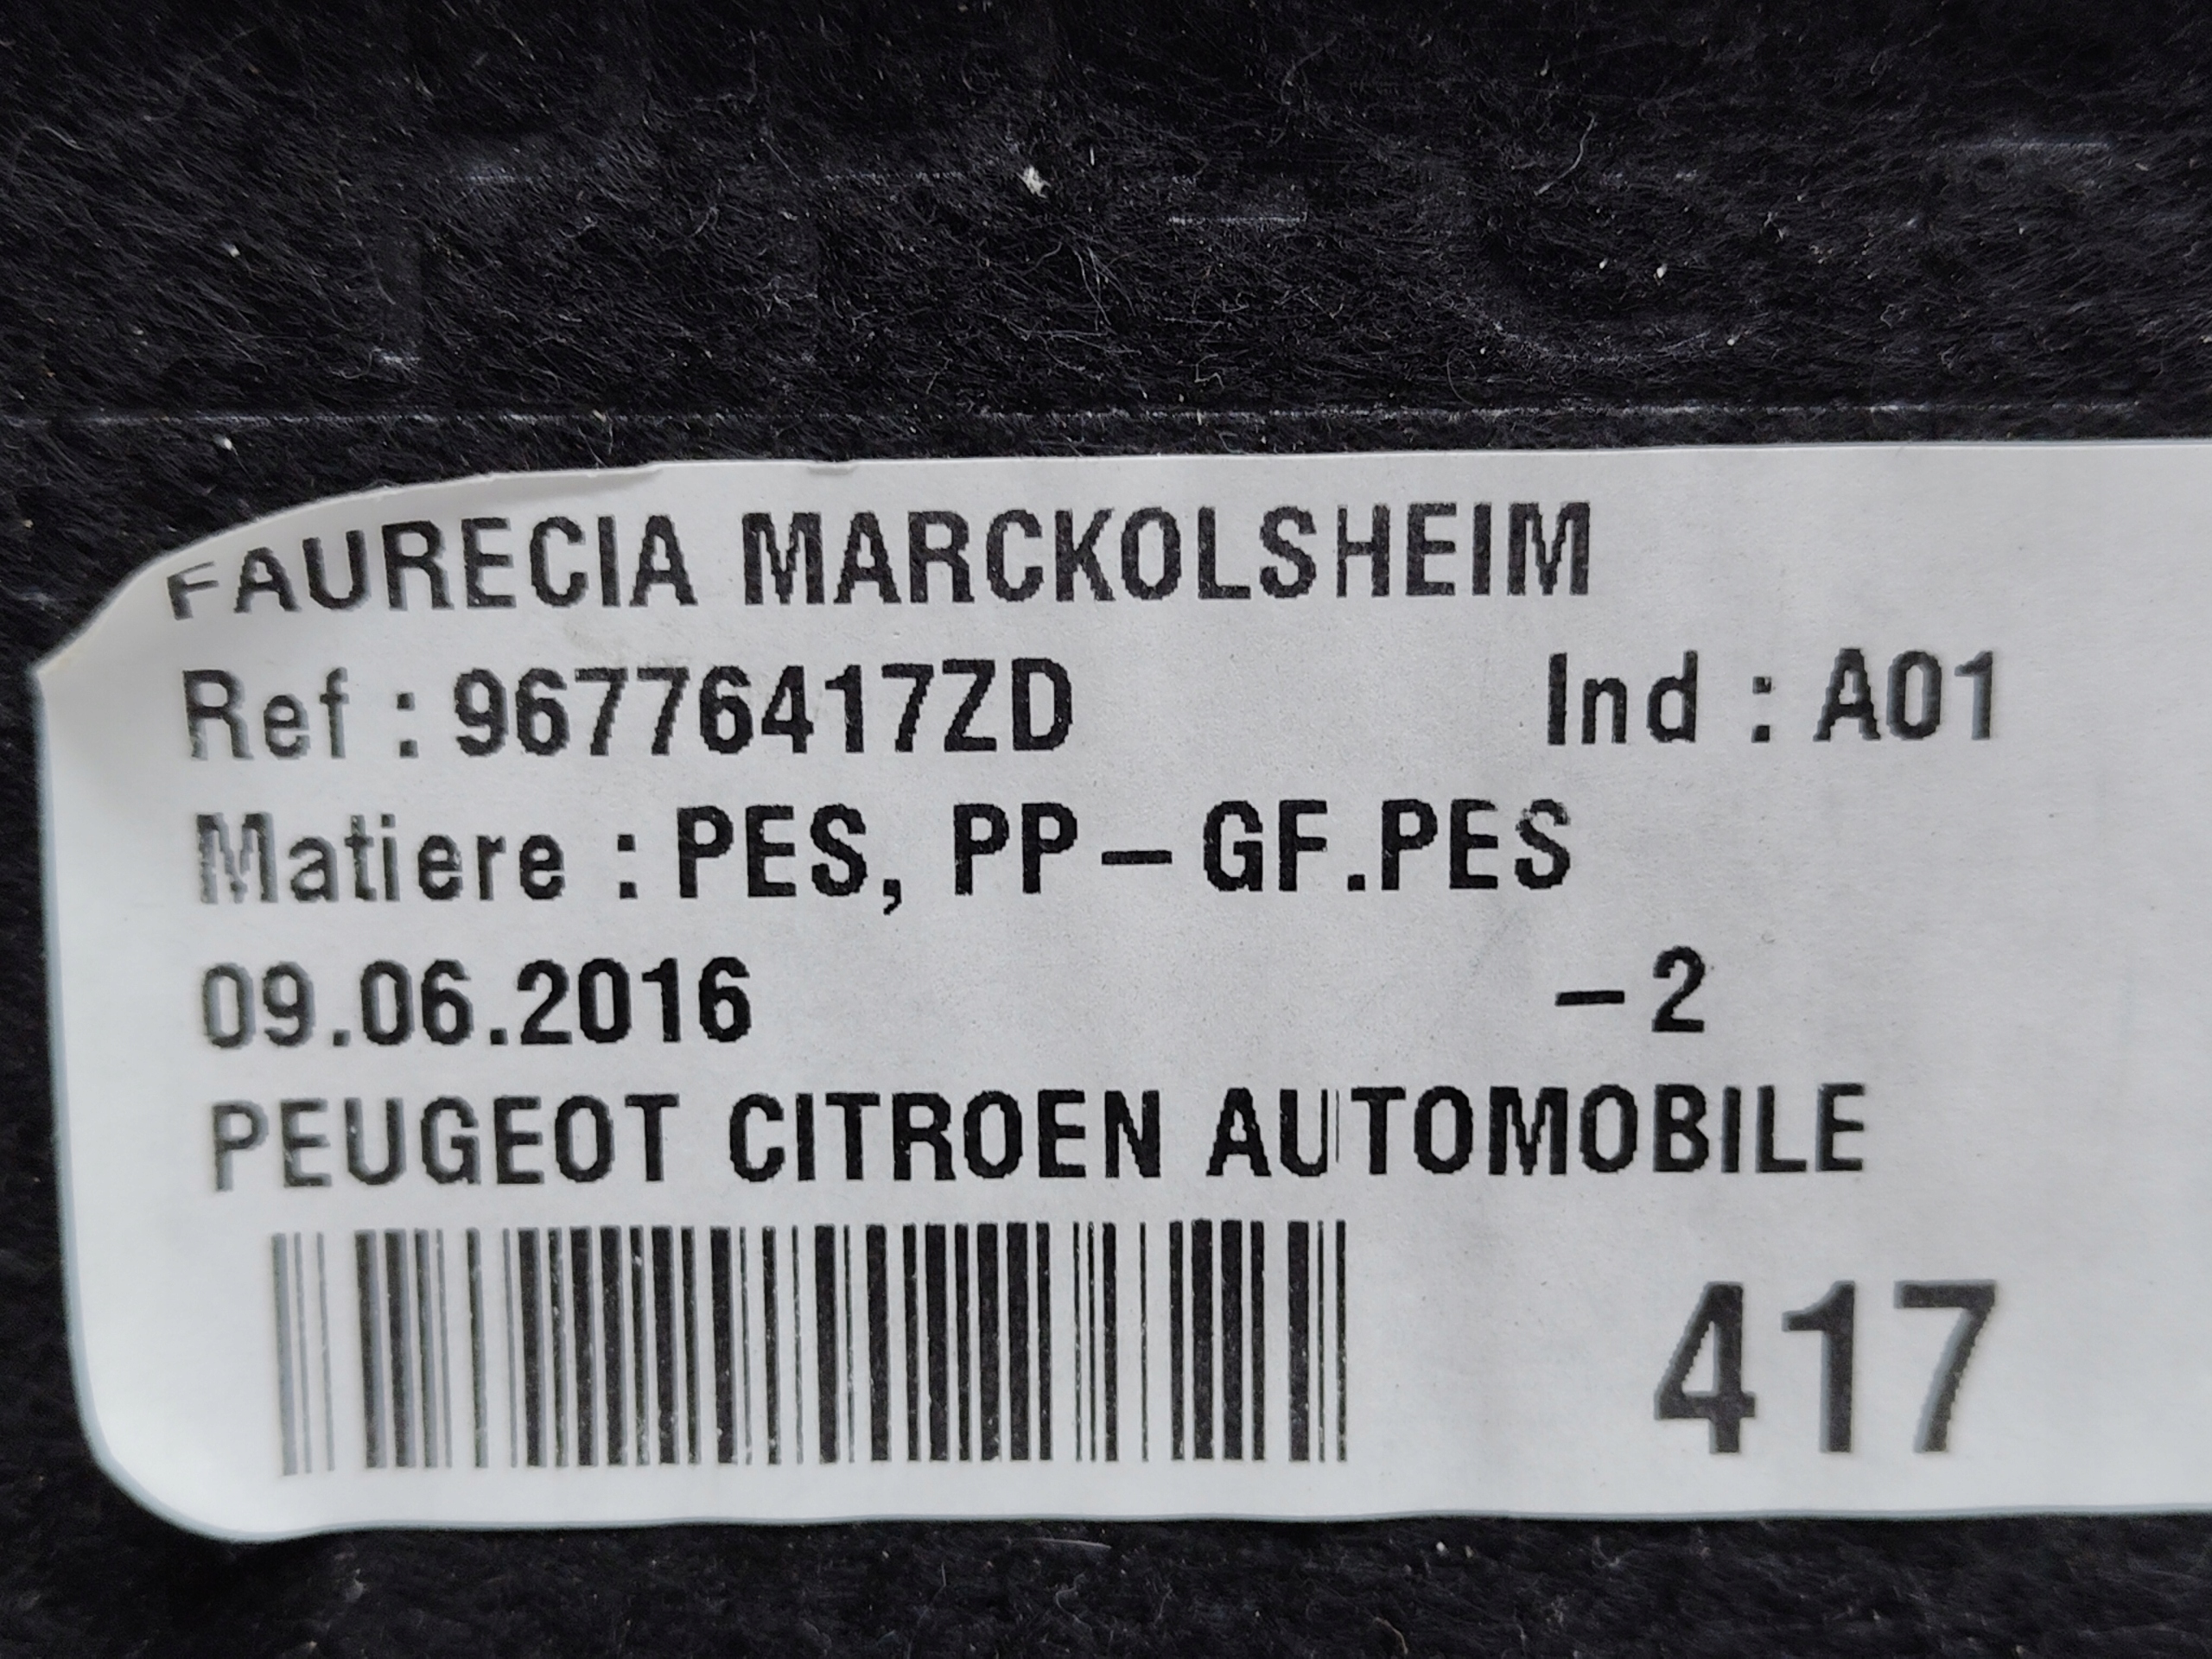 FAURECIA MARCKOLSHEIM
Ref : 96776417ZD Ind : A01
Matiere : PES, PP-GF.PES
09.06.2016 -2
PEUGEOT CITROEN AUTOMOBILE
417